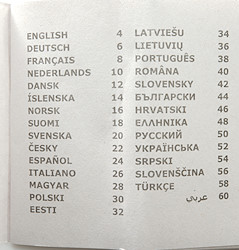 ENGLISH 4
DEUTSCH 6
FRANÇAIS 8
NEDERLANDS 10
DANSK 12
ÍSLENSKA 14
NORSK 16
SUOMI 18
SVENSKA 20
ČESKY 22
ESPAÑOL 24
ITALIANO 26
MAGYAR 28
POLSKI 30
EESTI 32
LATVIEŠU 34
LIETUVIŲ 36
PORTUGUÊS 38
ROMÂNA 40
SLOVENSKY 42
БЪЛГАРСКИ 44
HRVATSKI 46
ΕΛΛΗΝΙΚΑ 48
РУССКИЙ 50
УКРАЇНСЬКА 52
SRPSKI 54
SLOVENŠČINA 56
TÜRKÇE 58
عربي 60